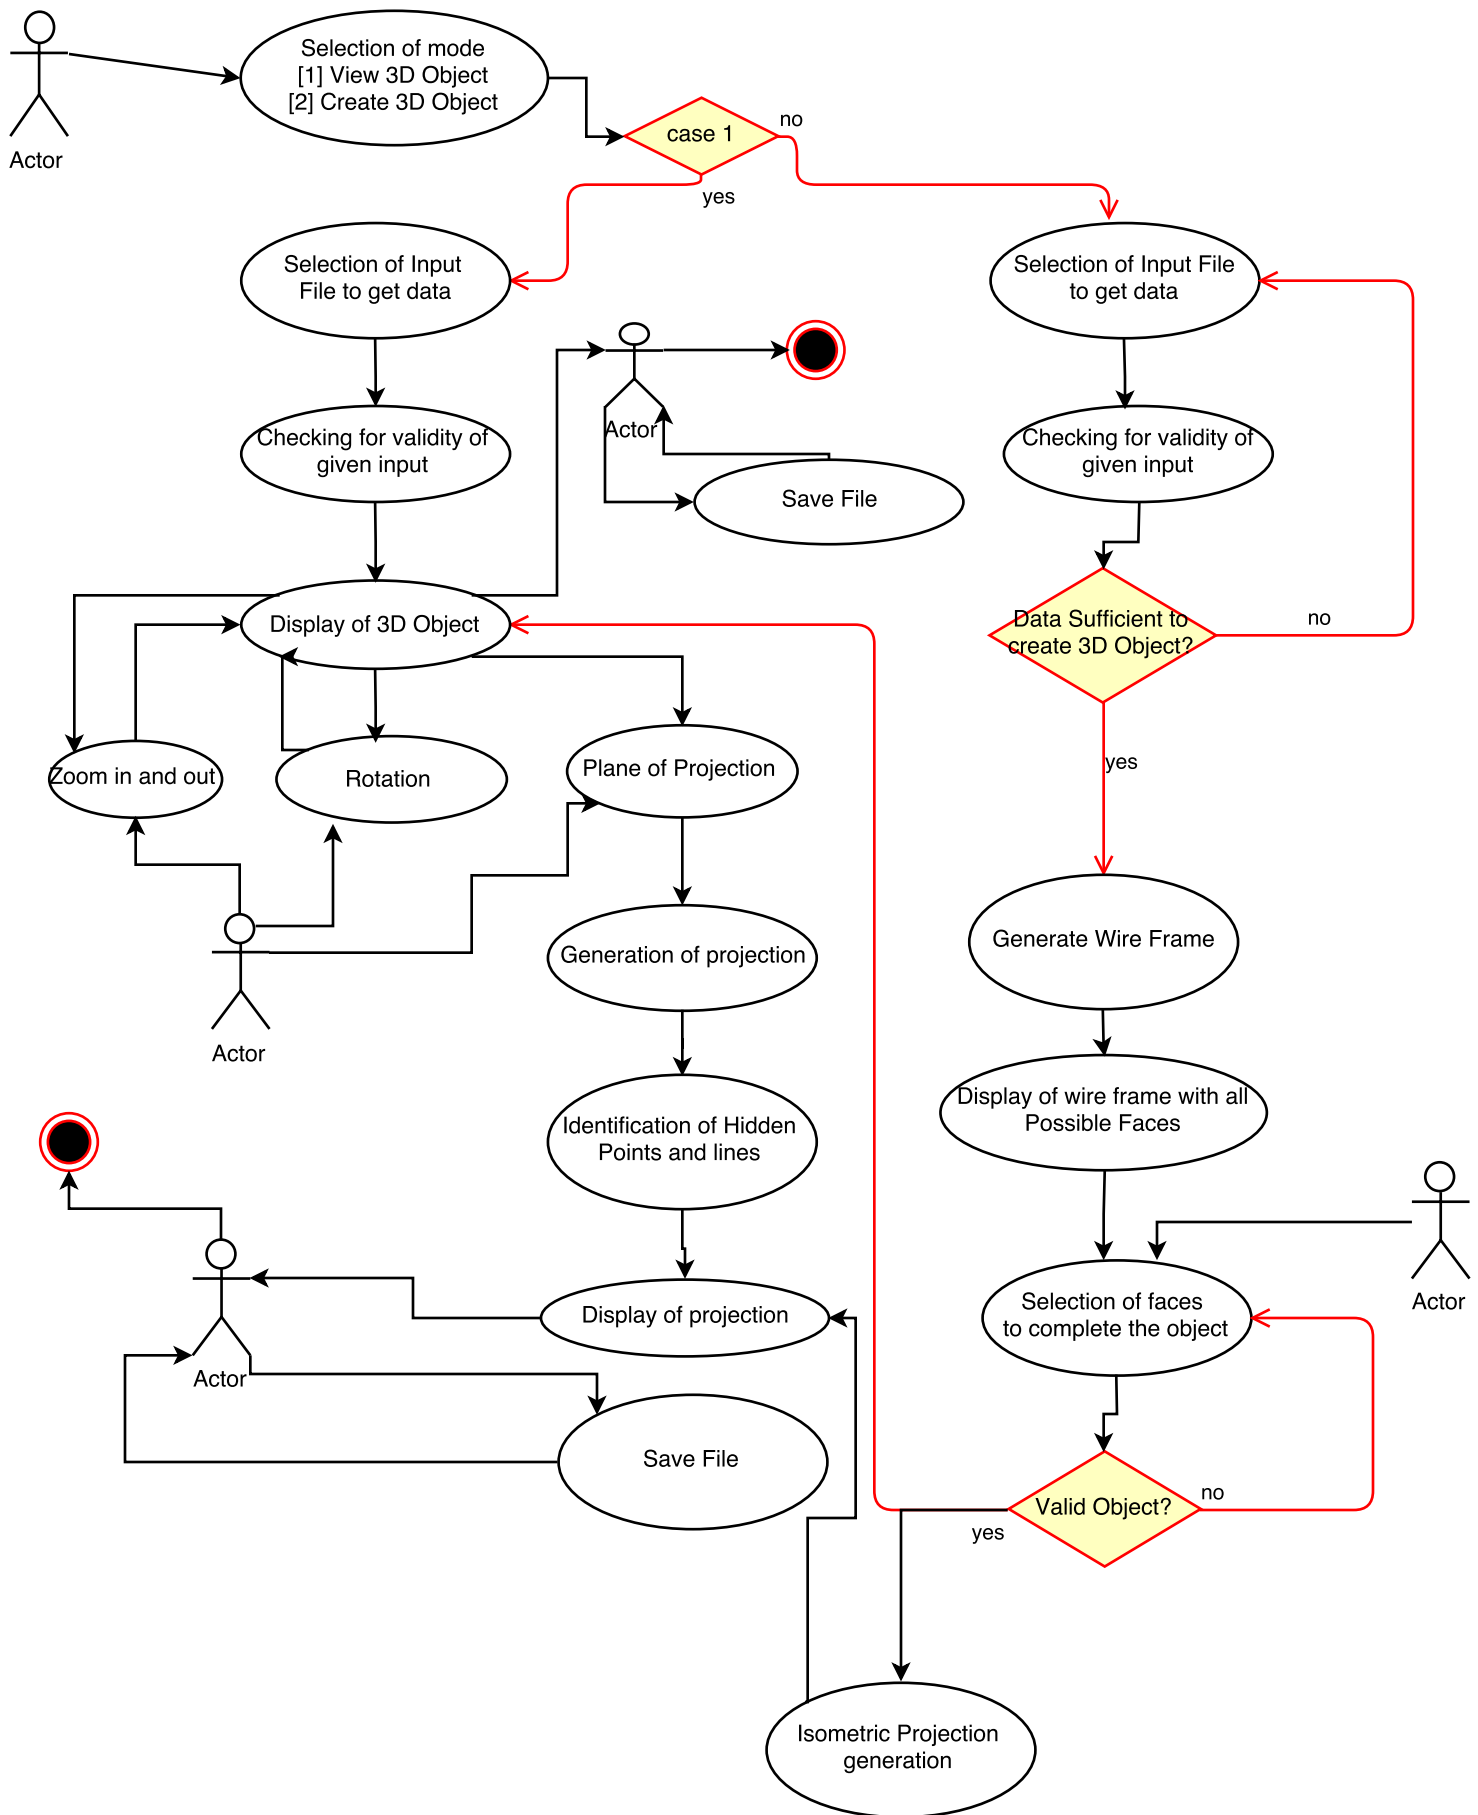 Selection of mode
[1] View 3D Object
[2] Create 3D Object
Actor
case 1
no
yes
Selection of Input
File to get data
Selection of Input File
to get data
Actor
Checking for validity of
given input
Save File
Checking for validity of
given input
Display of 3D Object
Data Sufficient to
create 3D Object?
no
Zoom in and out
Rotation
Plane of Projection
yes
Generation of projection
Generate Wire Frame
Actor
Identification of Hidden
Points and lines
Display of wire frame with all
Possible Faces
Actor
Display of projection
Selection of faces
to complete the object
Actor
Save File
Valid Object?
no
yes
Isometric Projection
generation